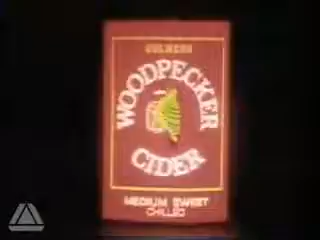 BULMERS
WOODPECKER
CIDER
MEDIUM SWEET
CHILLED